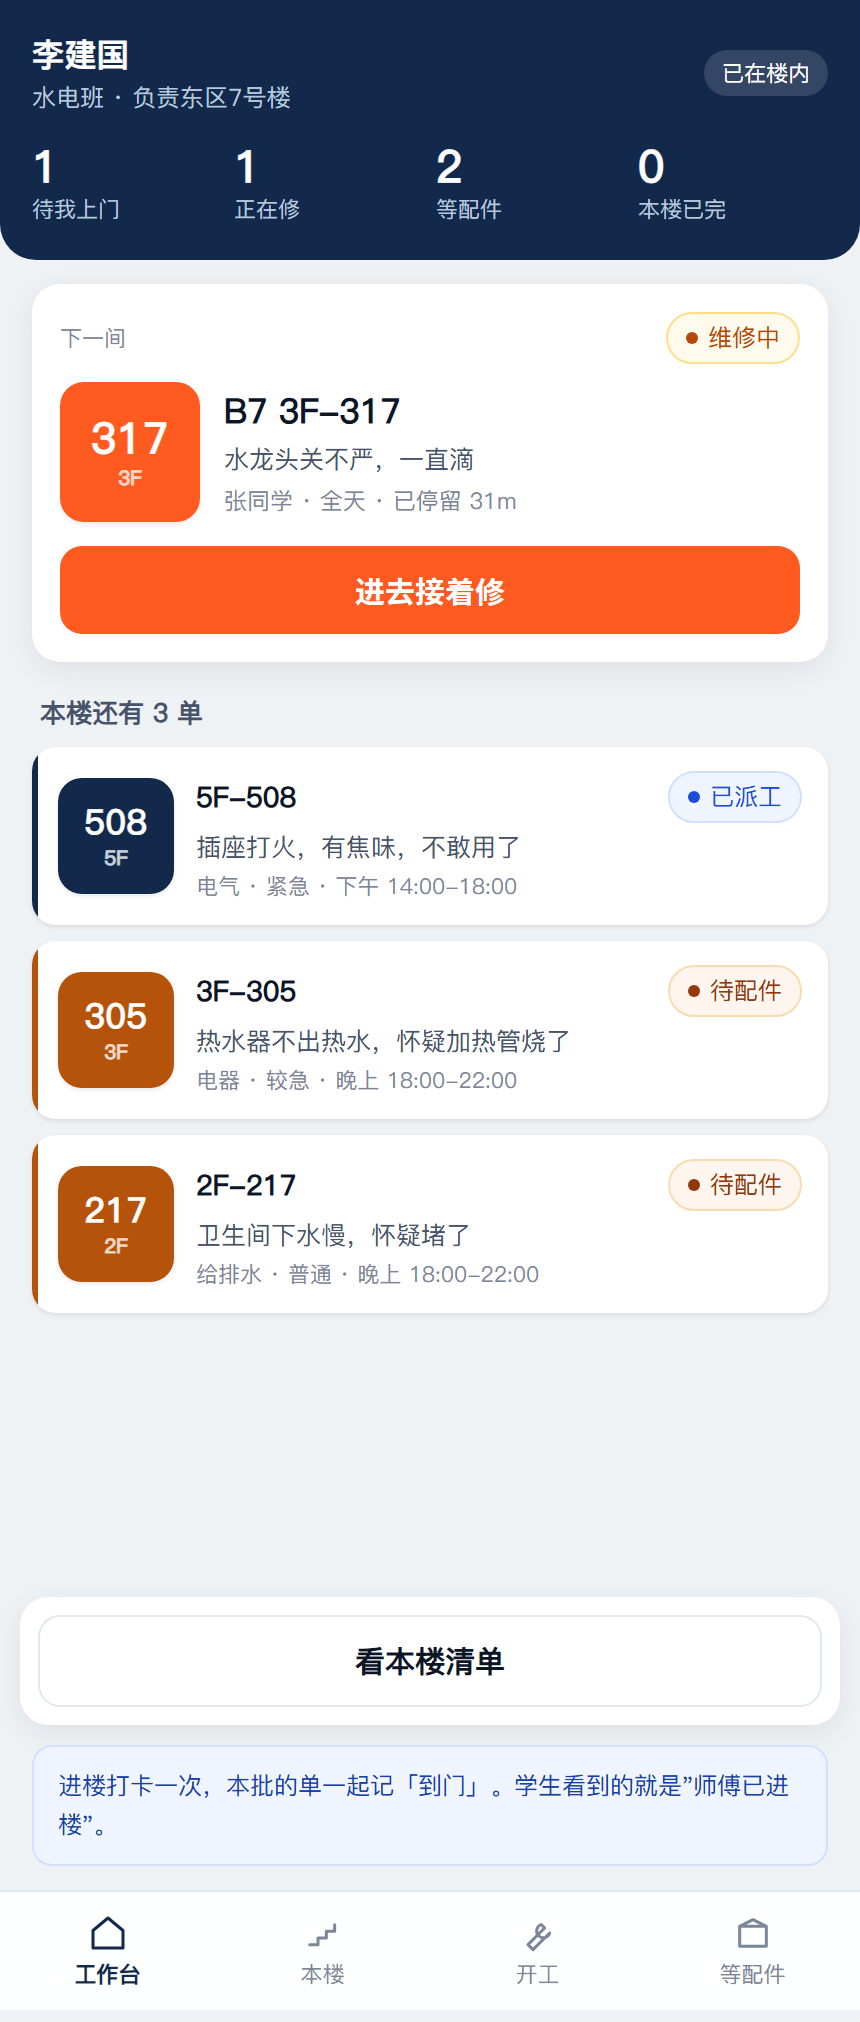 李建国
水电班 · 负责东区7号楼
已在楼内
1
待我上门
1
正在修
2
等配件
0
本楼已完
下一间
维修中
317
3F
B7 3F-317
水龙头关不严，一直滴
张同学 · 全天 · 已停留 31m
进去接着修
本楼还有 3 单
508
5F
5F-508
已派工
插座打火，有焦味，不敢用了
电气 · 紧急 · 下午 14:00-18:00
305
3F
3F-305
待配件
热水器不出热水，怀疑加热管烧了
电器 · 较急 · 晚上 18:00-22:00
217
2F
2F-217
待配件
卫生间下水慢，怀疑堵了
给排水 · 普通 · 晚上 18:00-22:00
看本楼清单
进楼打卡一次，本批的单一起记「到门」。学生看到的就是”师傅已进
楼”。
工作台
本楼
开工
等配件